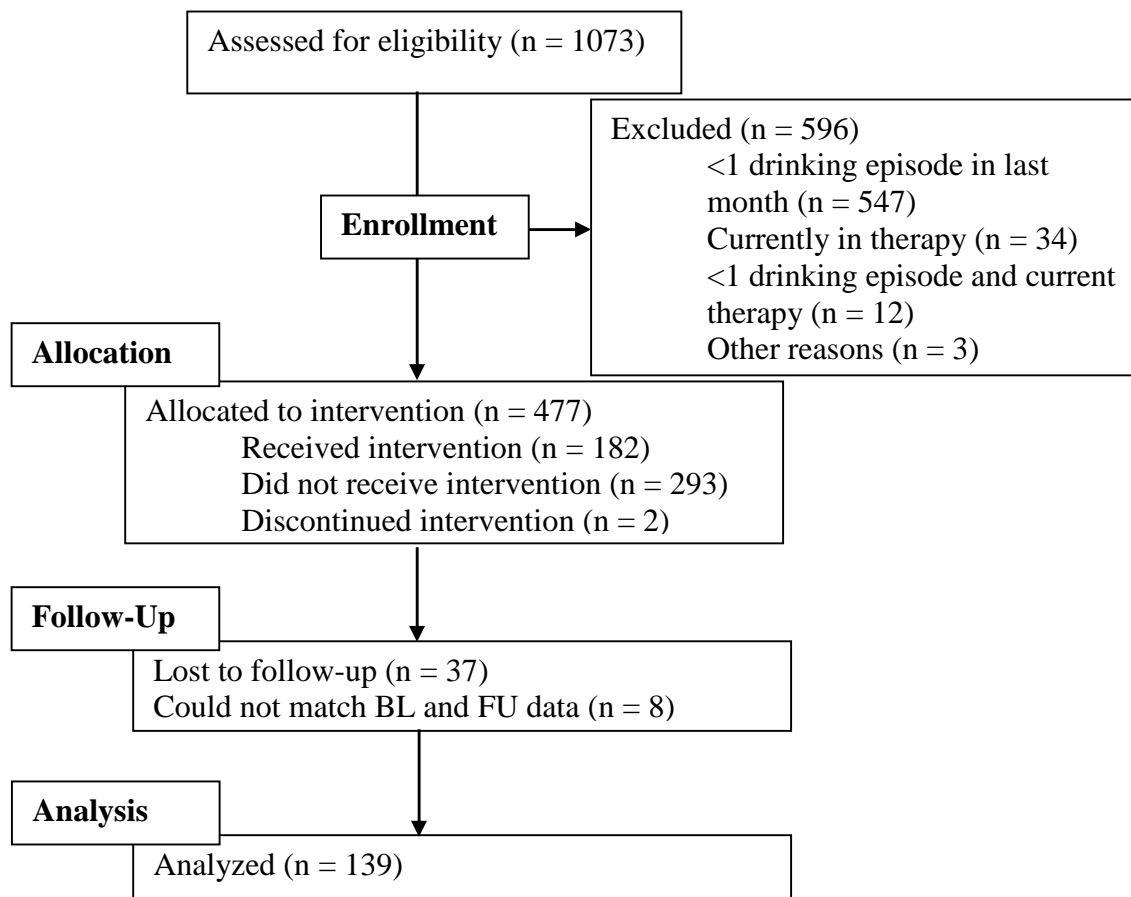 Assessed for eligibility (n = 1073)
Excluded (n = 596)
<1 drinking episode in last
month (n = 547)
Currently in therapy (n = 34)
<1 drinking episode and current
therapy (n = 12)
Other reasons (n = 3)
Enrollment
Allocation
Allocated to intervention (n = 477)
Received intervention (n = 182)
Did not receive intervention (n = 293)
Discontinued intervention (n = 2)
Follow-Up
Lost to follow-up (n = 37)
Could not match BL and FU data (n = 8)
Analysis
Analyzed (n = 139)